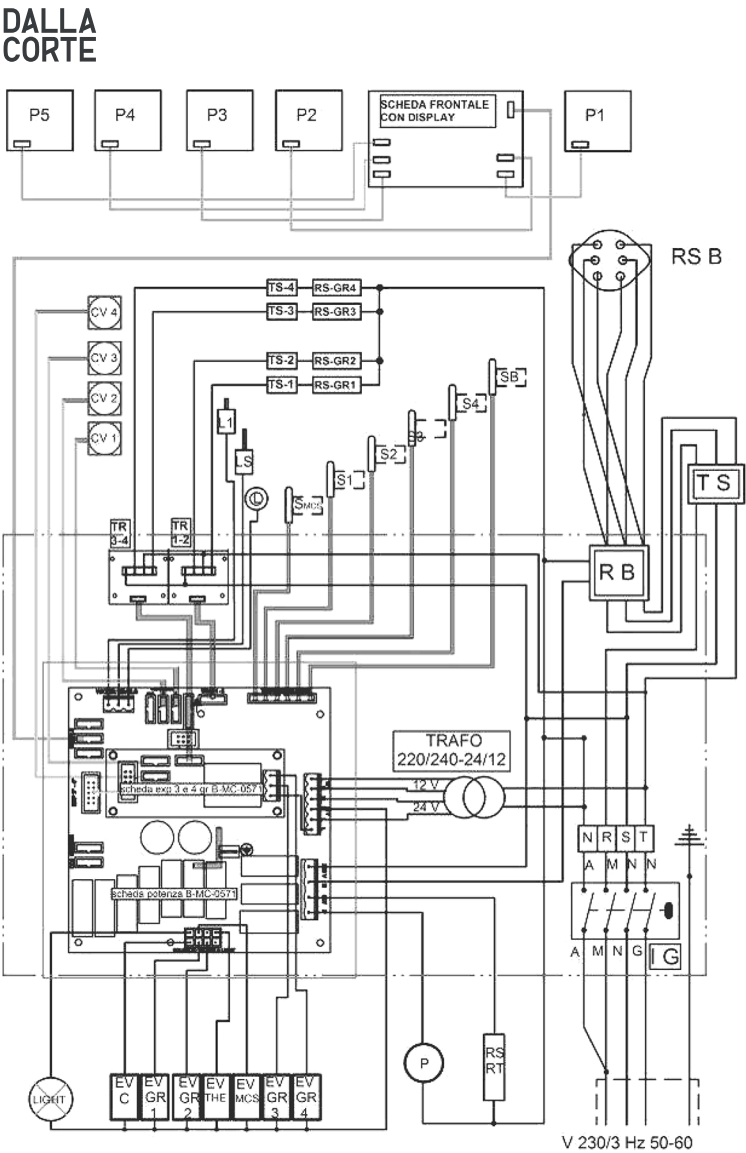 DALLA
CORTE
P5
P4
P3
P2
SCHEDA FRONTALE
CON DISPLAY
P1
RS B
TS-4 RS-GR4
TS-3 RS-GR3
TS-2 RS-GR2
TS-1 RS-GR1
CV 4
CV 3
CV 2
CV 1
L1
LS
L
SMCS
S1
S2
S3
S4
SB
T S
TR
3-4
TR
1-2
R B
TRAFO
220/240-24/12
12 V
24 V
scheda exp 3 e 4 gr B-MC-0571
scheda potenza B-MC-0571
N R S T
A M N N
A M N G
I G
P
RS
RT
LIGHT
EV
C
EV
GR
1
EV
GR
2
EV
THE
EV
MCS
EV
GR
3
EV
GR
4
V 230/3 Hz 50-60